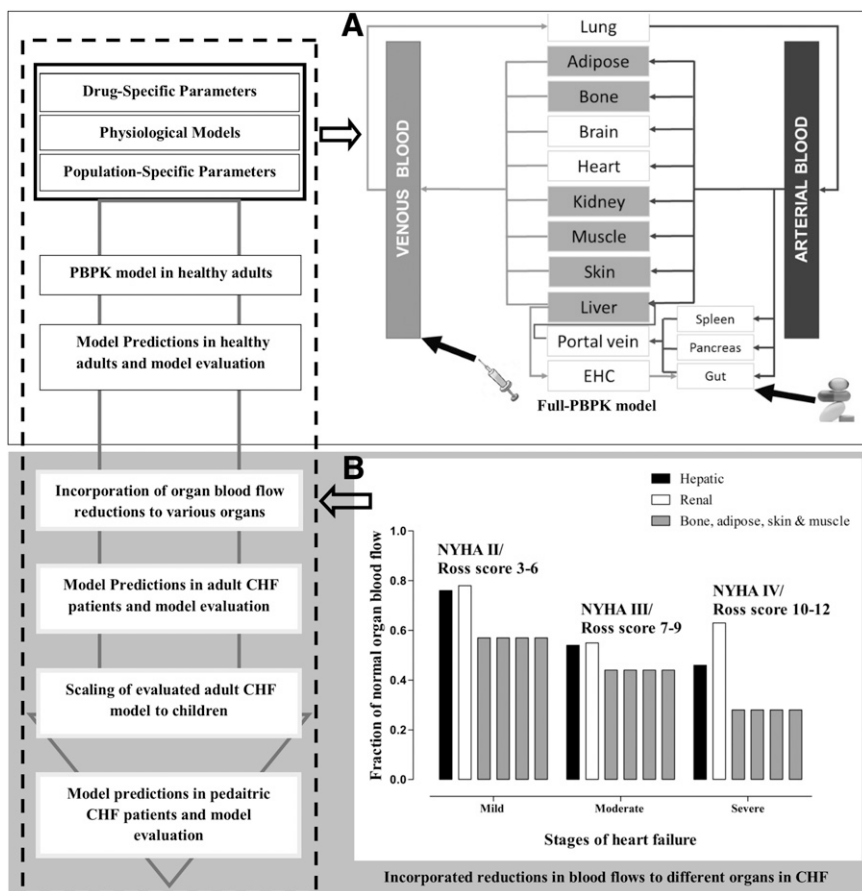 Drug-Specific Parameters
Physiological Models
Population-Specific Parameters
PBPK model in healthy adults
Model Predictions in healthy
adults and model evaluation
Incorporation of organ blood flow
reductions to various organs
Model Predictions in adult CHF
patients and model evaluation
Scaling of evaluated adult CHF
model to children
Model predictions in pedaitric
CHF patients and model
evaluation
A
VENOUS BLOOD
Lung
Adipose
Bone
Brain
Heart
Kidney
Muscle
Skin
Liver
Portal vein
EHC
Spleen
Pancreas
Gut
ARTERIAL BLOOD
Full-PBPK model
B
Hepatic
Renal
Bone, adipose, skin & muscle
Fraction of normal organ blood flow
1.0
0.8
0.6
0.4
0.2
0.0
NYHA II/
Ross score 3-6
NYHA III/
Ross score 7-9
NYHA IV/
Ross score 10-12
Mild
Moderate
Severe
Stages of heart failure
Incorporated reductions in blood flows to different organs in CHF